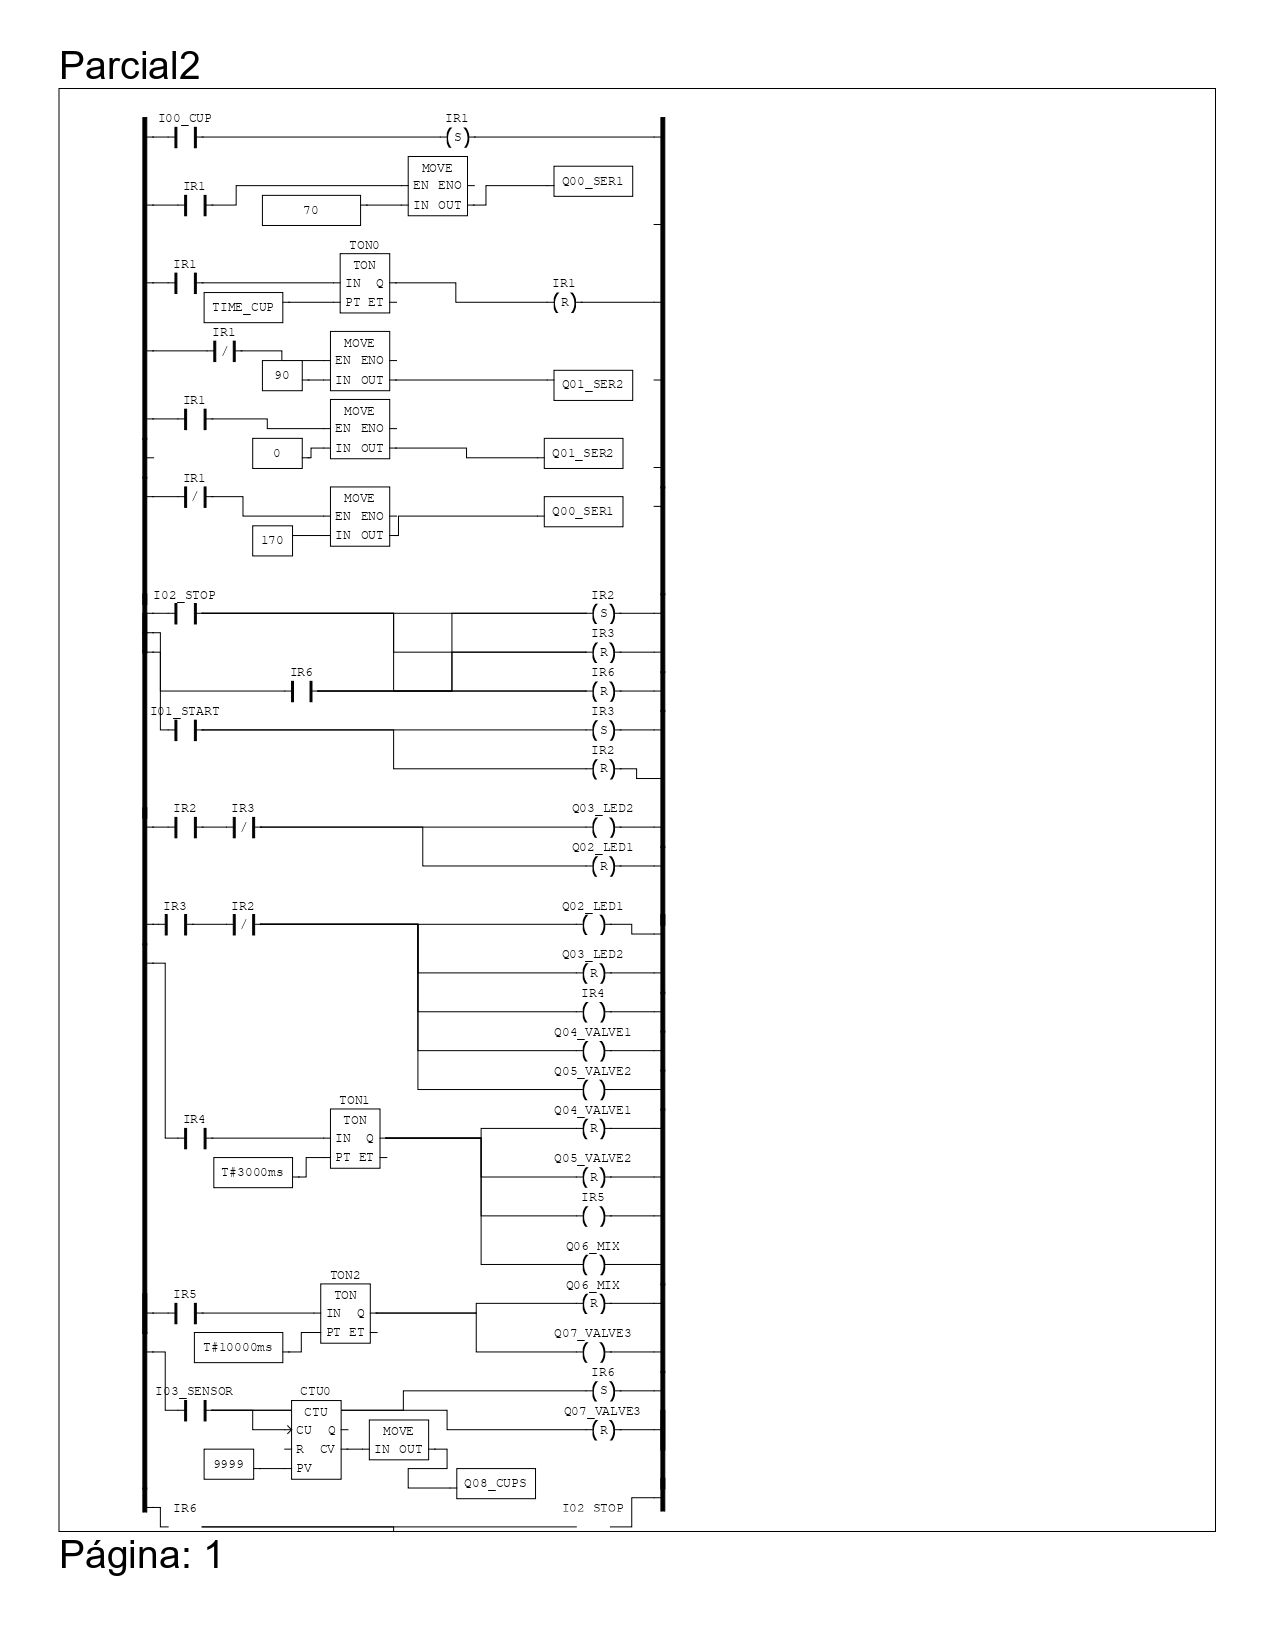 Parcial2
I00_CUP IR1
(S)
MOVE
IR1 EN ENO Q00_SER1
70 IN OUT
TON0
IR1 TON IR1
IN Q
TIME_CUP PT ET (R)
IR1 MOVE
/ EN ENO
90 IN OUT Q01_SER2
IR1 MOVE
EN ENO
0 IN OUT Q01_SER2
IR1 MOVE
/ EN ENO Q00_SER1
170 IN OUT
I02_STOP IR2
(S)
IR3
(R)
IR6 IR6
(R)
I01_START IR3
(S)
IR2
(R)
IR2 IR3 Q03_LED2
/ ( )
Q02_LED1
(R)
IR3 IR2 Q02_LED1
/ ( )
Q03_LED2
(R)
IR4
( )
Q04_VALVE1
( )
Q05_VALVE2
( )
TON1 Q04_VALVE1
IR4 TON (R)
IN Q
T#3000ms PT ET Q05_VALVE2
(R)
IR5
( )
Q06_MIX
( )
TON2 Q06_MIX
IR5 TON (R)
IN Q
T#10000ms PT ET Q07_VALVE3
( )
IR6
I03_SENSOR CTU0 (S)
CTU Q07_VALVE3
CU Q MOVE (R)
R CV IN OUT
9999 PV
Q08_CUPS
IR6 I02 STOP
Página: 1